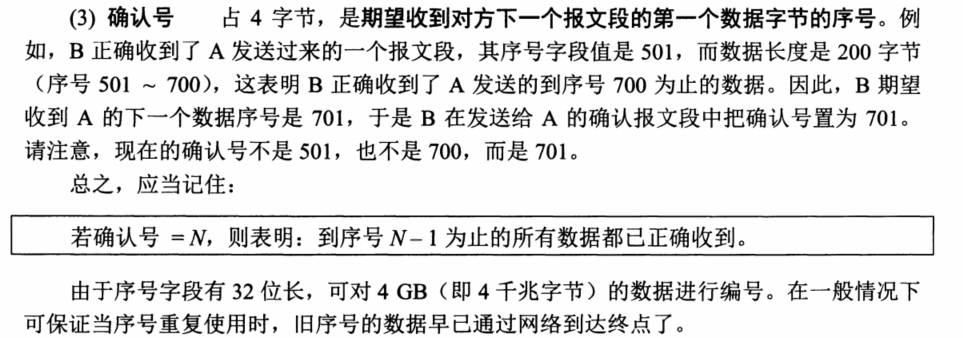 (3) 确认号 占 4 字节，是期望收到对方下一个报文段的第一个数据字节的序号。例
如，B 正确收到了 A 发送过来的一个报文段，其序号字段值是 501，而数据长度是 200 字节
（序号 501 ~ 700），这表明 B 正确收到了 A 发送的到序号 700 为止的数据。因此，B 期望
收到 A 的下一个数据序号是 701，于是 B 在发送给 A 的确认报文段中把确认号置为 701。
请注意，现在的确认号不是 501，也不是 700，而是 701。
总之，应当记住：
若确认号 = N，则表明：到序号 N – 1 为止的所有数据都已正确收到。
由于序号字段有 32 位长，可对 4 GB（即 4 千兆字节）的数据进行编号。在一般情况下
可保证当序号重复使用时，旧序号的数据早已通过网络到达终点了。